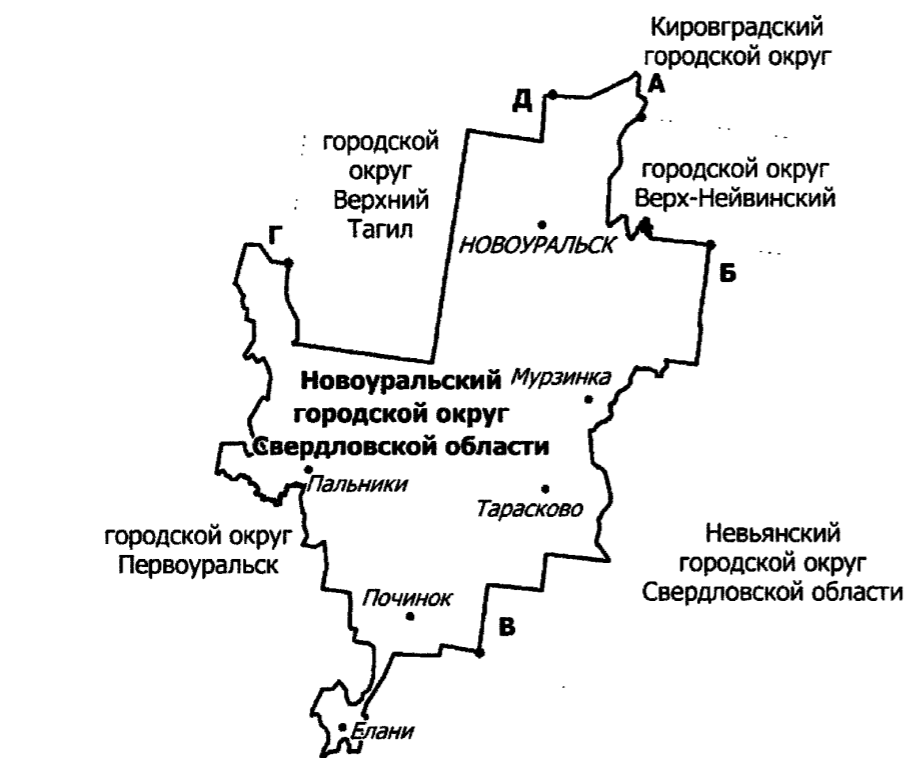 Кировградский
городской округ
А
Д
городской
округ
Верхний
Тагил
городской округ
Верх-Нейвинский
Г
НОВОУРАЛЬСК
Б
Новоуральский
городской округ
Свердловской области
Мурзинка
Пальники
Тарасково
городской округ
Первоуральск
Невьянский
городской округ
Свердловской области
Починок
В
Елани